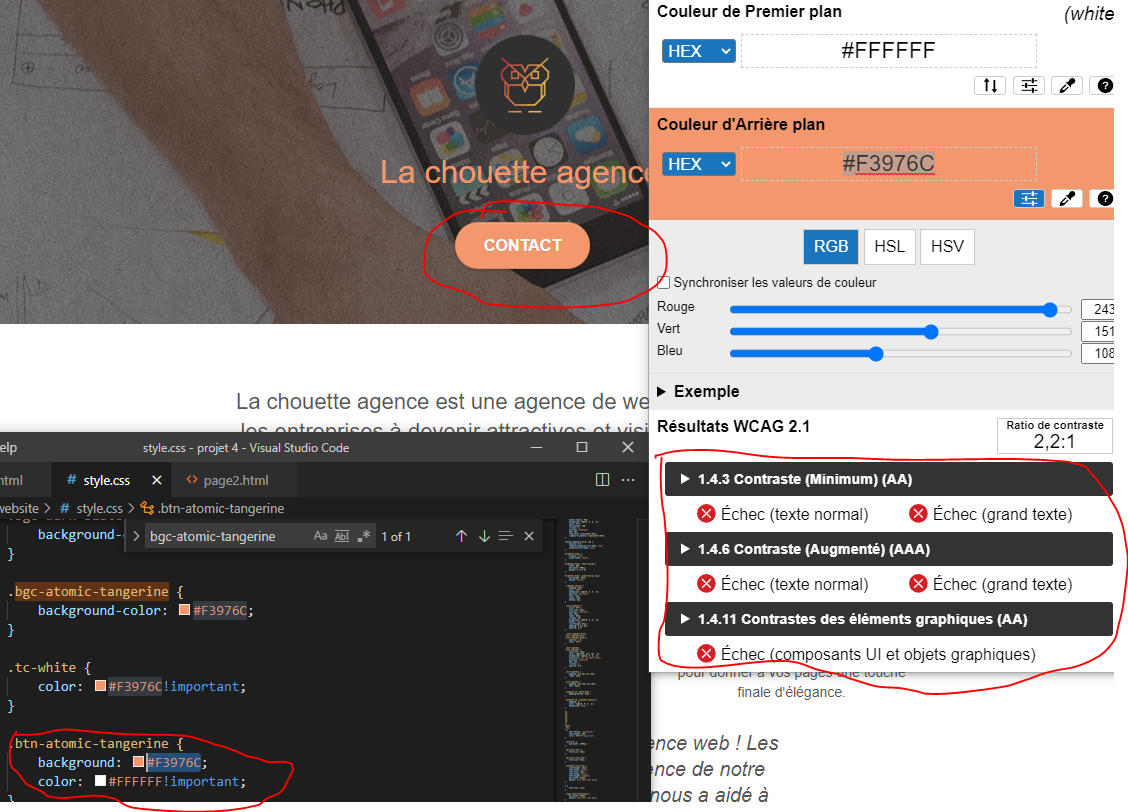 Couleur de Premier plan
(white
HEX
#FFFFFF
Couleur d'Arrière plan
HEX
#F3976C
RGB
HSL
HSV
Synchroniser les valeurs de couleur
Rouge
243
Vert
151
Bleu
108
Exemple
Résultats WCAG 2.1
Ratio de contraste
2,2:1
1.4.3 Contraste (Minimum) (AA)
Échec (texte normal)
Échec (grand texte)
1.4.6 Contraste (Augmenté) (AAA)
Échec (texte normal)
Échec (grand texte)
1.4.11 Contrastes des éléments graphiques (AA)
Échec (composants UI et objets graphiques)
La chouette agence
CONTACT
La chouette agence est une agence de we
les entreprises à devenir attractives et visi
elp
style.css - projet 4 - Visual Studio Code
html
# style.css
page2.html
website > # style.css > .btn-atomic-tangerine
bgc-atomic-tangerine
Aa
Abl
1 of 1
background-c
}
.bgc-atomic-tangerine {
background-color: #F3976C;
}
.tc-white {
color: #F3976C!important;
}
.btn-atomic-tangerine {
background: #F3976C;
color: #FFFFFF!important;
}
pour donner à vos pages une touche
finale d'élégance.
ence web ! Les
ence de notre
nous a aidé à